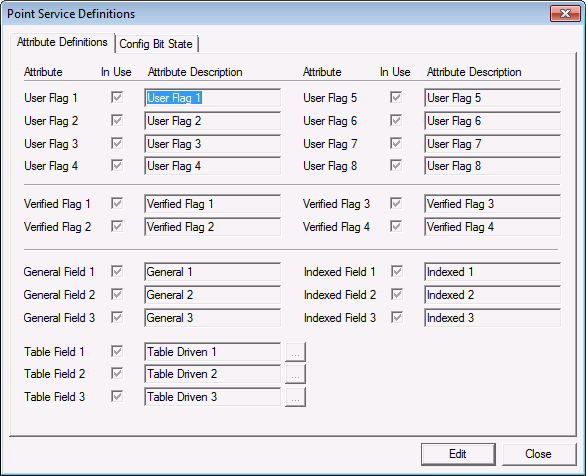 Point Service Definitions
Attribute Definitions Config Bit State
Attribute In Use Attribute Description Attribute In Use Attribute Description
User Flag 1 User Flag 1 User Flag 5 User Flag 5
User Flag 2 User Flag 2 User Flag 6 User Flag 6
User Flag 3 User Flag 3 User Flag 7 User Flag 7
User Flag 4 User Flag 4 User Flag 8 User Flag 8
Verified Flag 1 Verified Flag 1 Verified Flag 3 Verified Flag 3
Verified Flag 2 Verified Flag 2 Verified Flag 4 Verified Flag 4
General Field 1 General 1 Indexed Field 1 Indexed 1
General Field 2 General 2 Indexed Field 2 Indexed 2
General Field 3 General 3 Indexed Field 3 Indexed 3
Table Field 1 Table Driven 1 ...
Table Field 2 Table Driven 2 ...
Table Field 3 Table Driven 3 ...
Edit Close